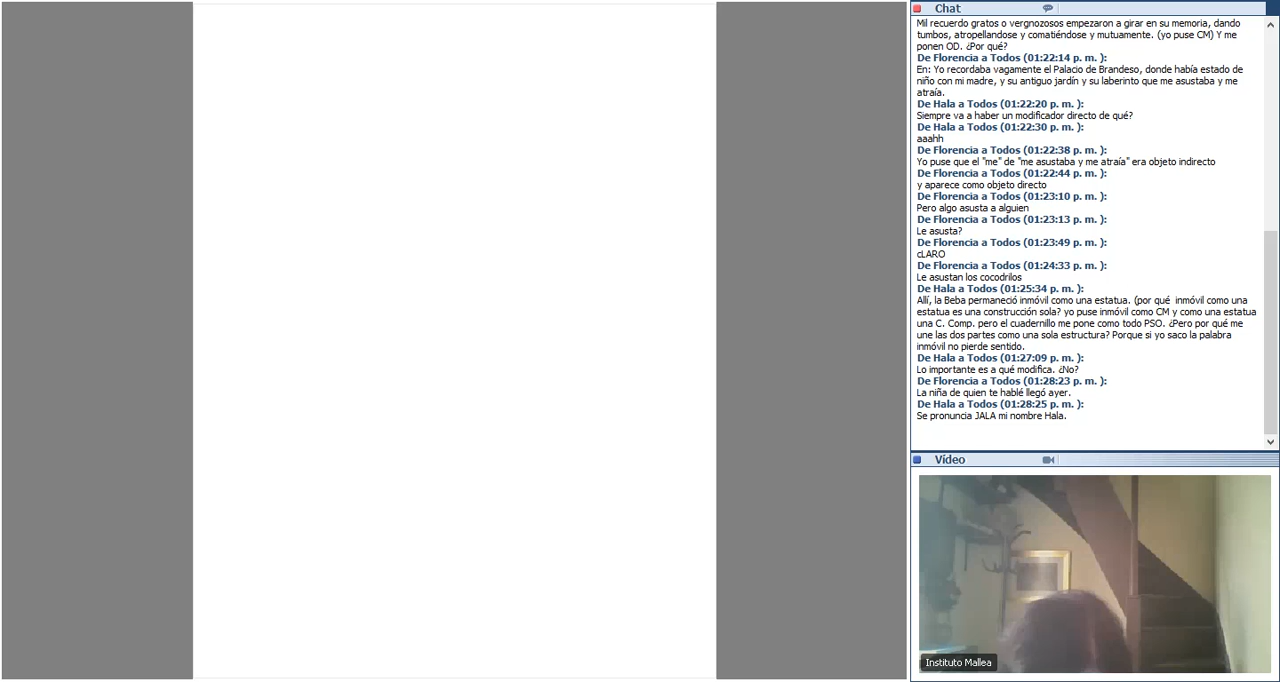 Chat
Mil recuerdo gratos o vergnozosos empezaron a girar en su memoria, dando
tumbos, atropellandose y comatiéndose y mutuamente. (yo puse CM) Y me
ponen OD. ¿Por qué?
De Florencia a Todos (01:22:14 p. m. ):
En: Yo recordaba vagamente el Palacio de Brandeso, donde había estado de
niño con mi madre, y su antiguo jardín y su laberinto que me asustaba y me
atraía.
De Hala a Todos (01:22:20 p. m. ):
Siempre va a haber un modificador directo de qué?
De Hala a Todos (01:22:30 p. m. ):
aaahh
De Florencia a Todos (01:22:38 p. m. ):
Yo puse que el "me" de "me asustaba y me atraía" era objeto indirecto
De Florencia a Todos (01:22:44 p. m. ):
y aparece como objeto directo
De Florencia a Todos (01:23:10 p. m. ):
Pero algo asusta a alguien
De Florencia a Todos (01:23:13 p. m. ):
Le asusta?
De Florencia a Todos (01:23:49 p. m. ):
cLARO
De Florencia a Todos (01:24:33 p. m. ):
Le asustan los cocodrilos
De Hala a Todos (01:25:34 p. m. ):
Allí, la Beba permaneció inmóvil como una estatua. (por qué  inmóvil como una
estatua es una construcción sola? yo puse inmóvil como CM y como una estatua
una C. Comp. pero el cuadernillo me pone como todo PSO. ¿Pero por qué me
une las dos partes como una sola estructura? Porque si yo saco la palabra
inmóvil no pierde sentido.
De Hala a Todos (01:27:09 p. m. ):
Lo importante es a qué modifica. ¿No?
De Florencia a Todos (01:28:23 p. m. ):
La niña de quien te hablé llegó ayer.
De Hala a Todos (01:28:25 p. m. ):
Se pronuncia JALA mi nombre Hala.
Vídeo
Instituto Mallea